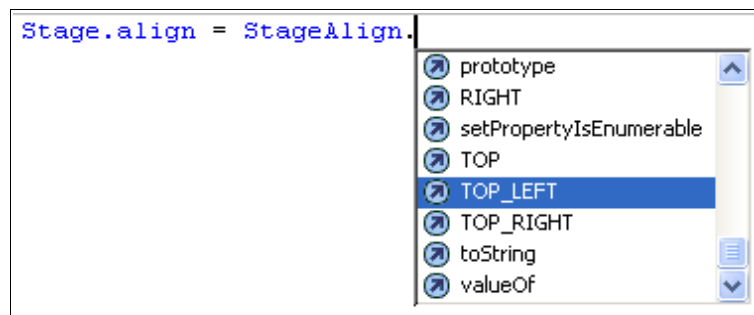 Stage.align = StageAlign.
prototype
RIGHT
setPropertyIsEnumerable
TOP
TOP_LEFT
TOP_RIGHT
toString
valueOf